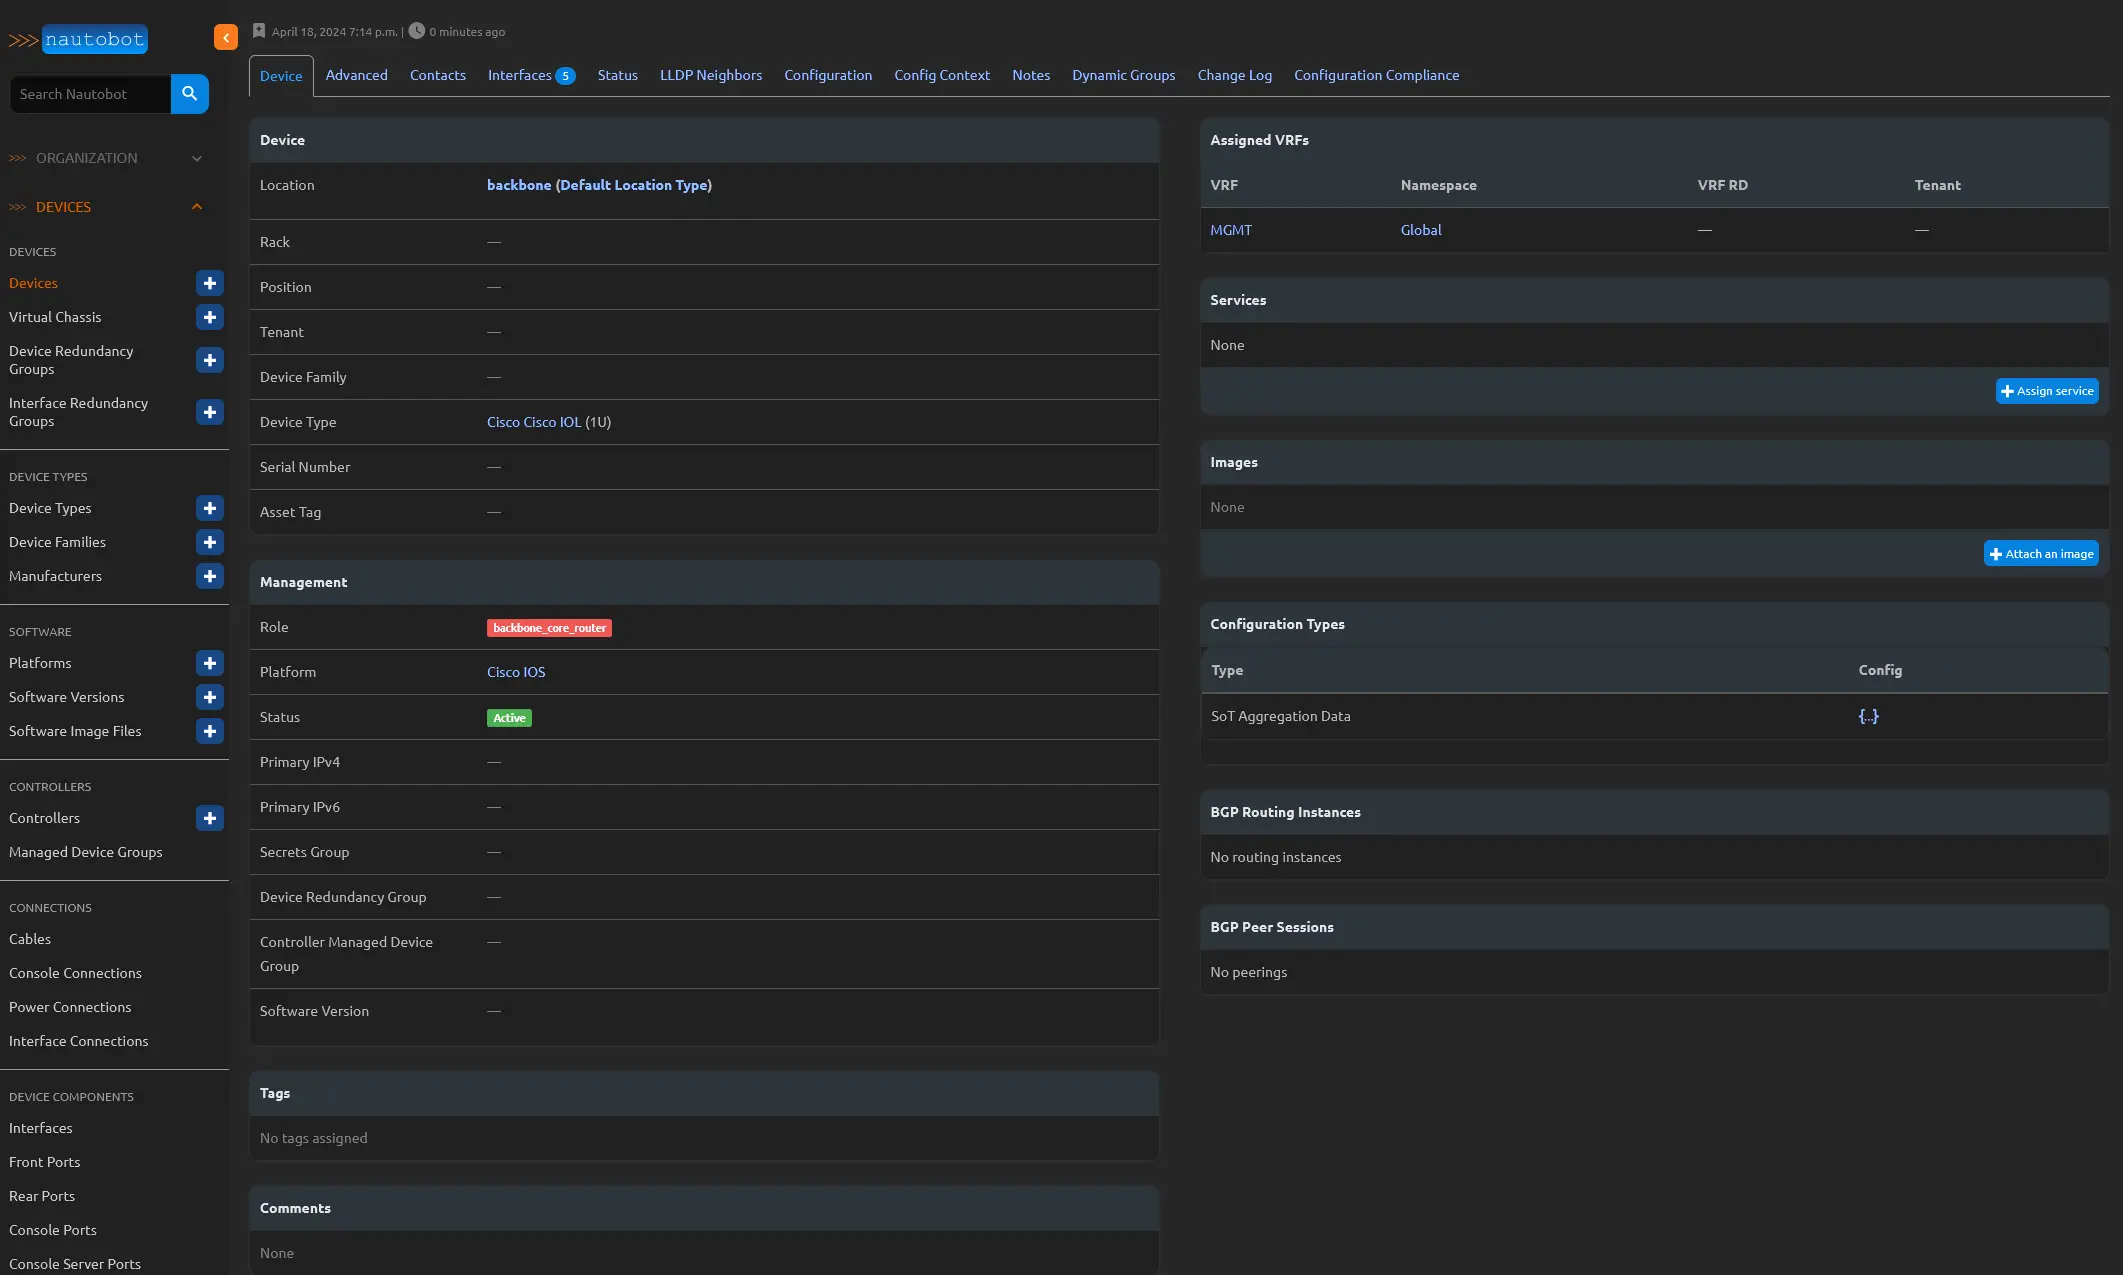 >>> nautobot
Search Nautobot
>>> ORGANIZATION
>>> DEVICES
DEVICES
Devices
Virtual Chassis
Device Redundancy
Groups
Interface Redundancy
Groups
DEVICE TYPES
Device Types
Device Families
Manufacturers
SOFTWARE
Platforms
Software Versions
Software Image Files
CONTROLLERS
Controllers
Managed Device Groups
CONNECTIONS
Cables
Console Connections
Power Connections
Interface Connections
DEVICE COMPONENTS
Interfaces
Front Ports
Rear Ports
Console Ports
Console Server Ports
April 18, 2024 7:14 p.m. | 0 minutes ago
Device Advanced Contacts Interfaces 5 Status LLDP Neighbors Configuration Config Context Notes Dynamic Groups Change Log Configuration Compliance
Device
Location backbone (Default Location Type)
Rack —
Position —
Tenant —
Device Family —
Device Type Cisco Cisco IOL (1U)
Serial Number —
Asset Tag —
Management
Role backbone_core_router
Platform Cisco IOS
Status Active
Primary IPv4 —
Primary IPv6 —
Secrets Group —
Device Redundancy Group —
Controller Managed Device —
Group
Software Version —
Tags
No tags assigned
Comments
None
Assigned VRFs
VRF Namespace VRF RD Tenant
MGMT Global — —
Services
None
Assign service
Images
None
Attach an image
Configuration Types
Type Config
SoT Aggregation Data {...}
BGP Routing Instances
No routing instances
BGP Peer Sessions
No peerings